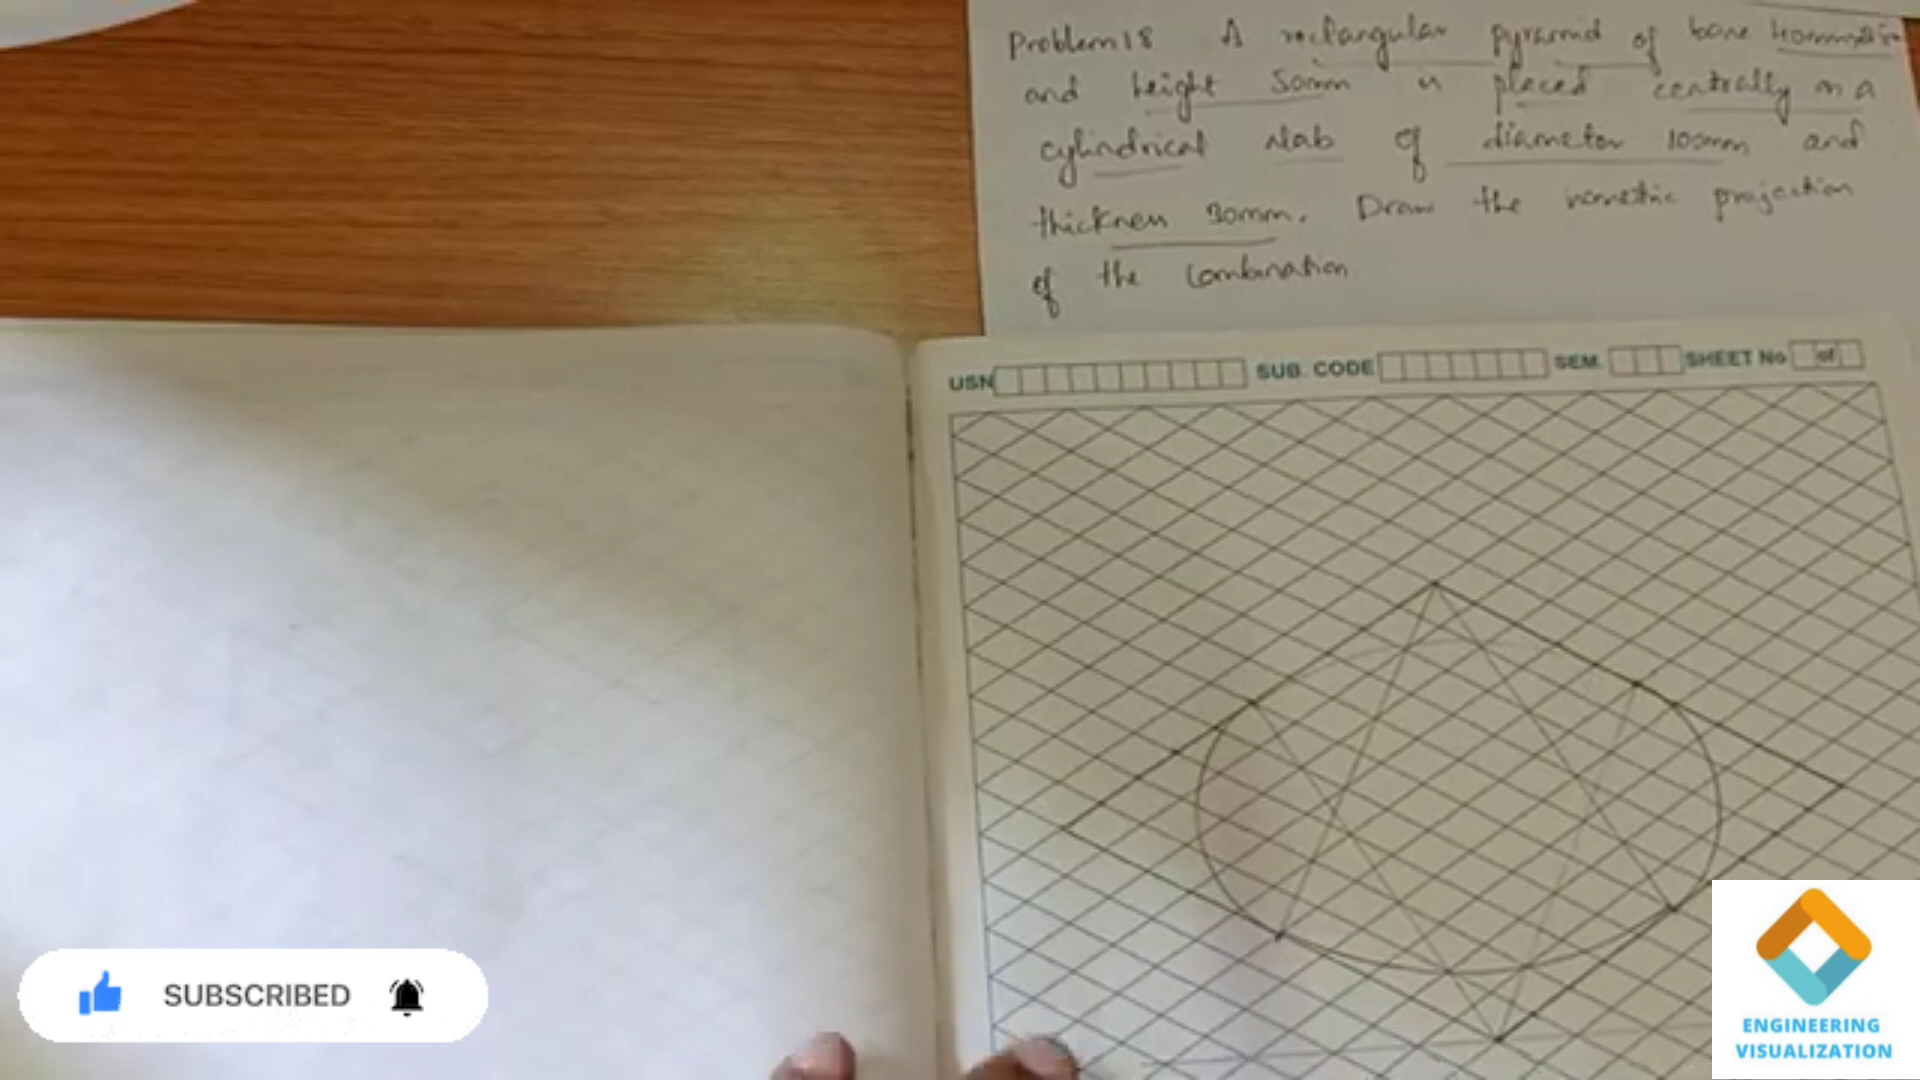 Problem 18 A rectangular pyramid of base
and height 50mm is placed centrally on a
cylindrical slab of diameter 100mm and
thickness 30mm. Draw the isometric projection
of the combination
USN SUB. CODE SEM. SHEET No of
SUBSCRIBED
ENGINEERING
VISUALIZATION